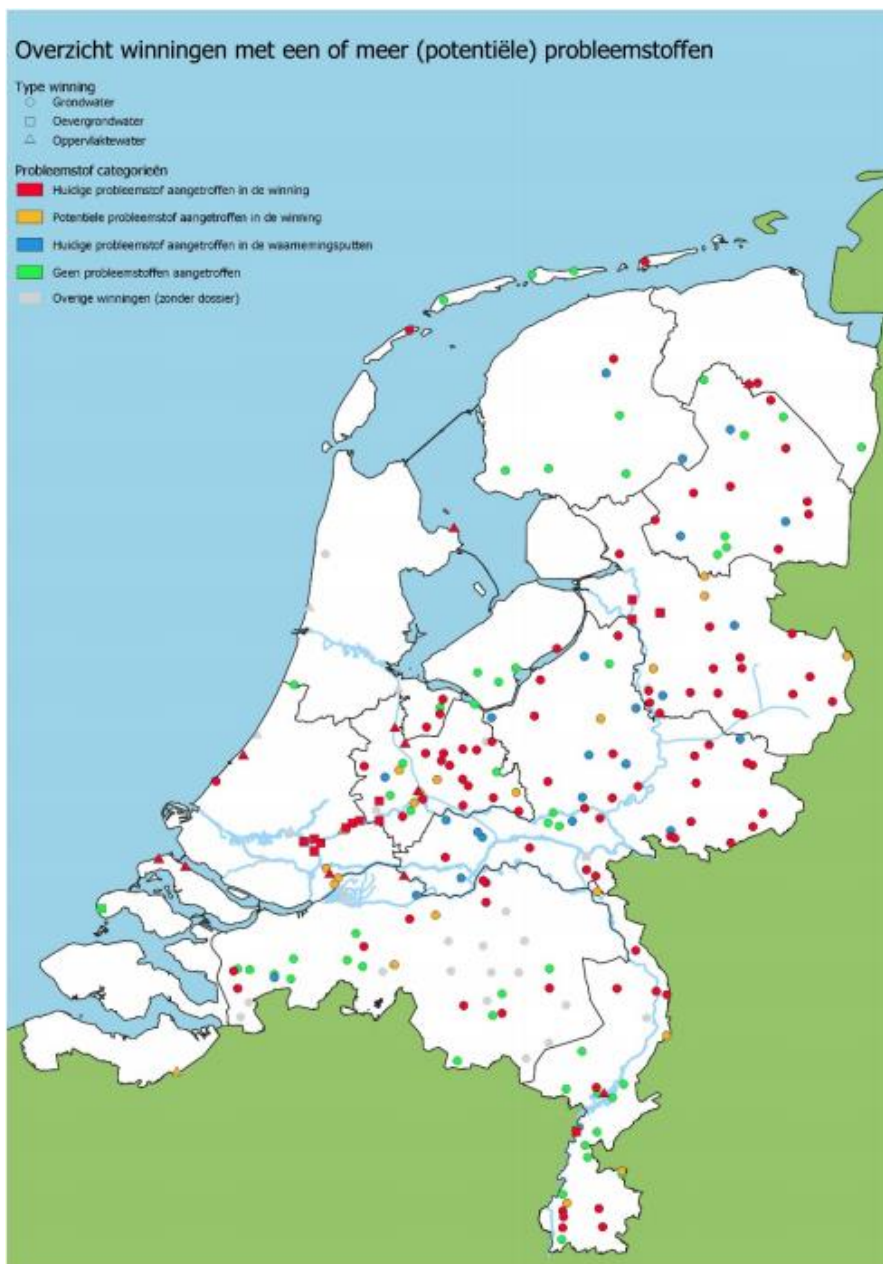 Overzicht winningen met een of meer (potentiële) probleemstoffen
Type winning
Grondwater
Oevergrondwater
Oppervlaktewater
Probleemstof categorieën
Huidige probleemstof aangetroffen in de winning
Potentiele probleemstof aangetroffen in de winning
Huidige probleemstof aangetroffen in de waarnemingsputten
Geen probleemstoffen aangetroffen
Overige winningen (zonder dossier)